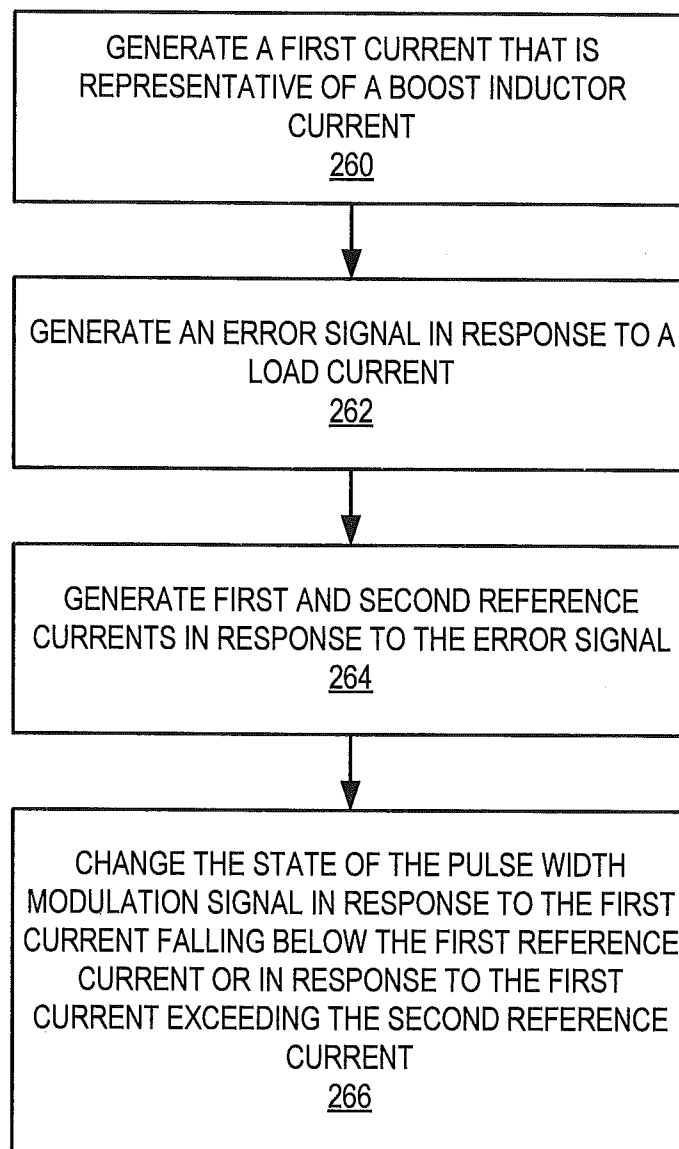 GENERATE A FIRST CURRENT THAT IS
REPRESENTATIVE OF A BOOST INDUCTOR
CURRENT
260
GENERATE AN ERROR SIGNAL IN RESPONSE TO A
LOAD CURRENT
262
GENERATE FIRST AND SECOND REFERENCE
CURRENTS IN RESPONSE TO THE ERROR SIGNAL
264
CHANGE THE STATE OF THE PULSE WIDTH
MODULATION SIGNAL IN RESPONSE TO THE FIRST
CURRENT FALLING BELOW THE FIRST REFERENCE
CURRENT OR IN RESPONSE TO THE FIRST
CURRENT EXCEEDING THE SECOND REFERENCE
CURRENT
266